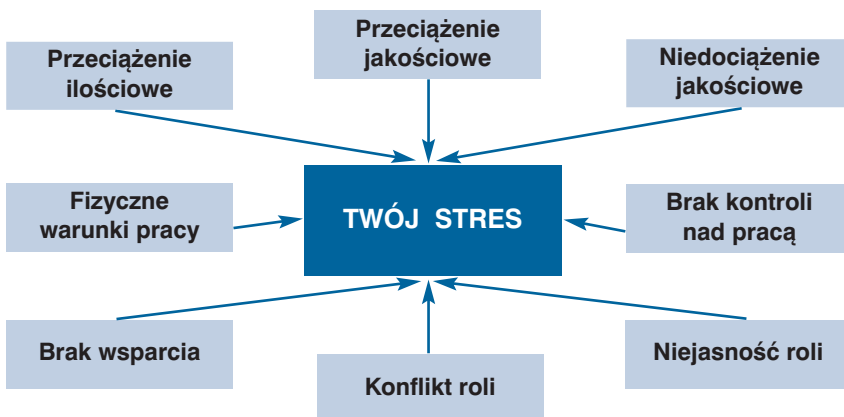 Przeciążenie
ilościowe
Przeciążenie
jakościowe
Niedociążenie
jakościowe
Fizyczne
warunki pracy
TWÓJ STRES
Brak kontroli
nad pracą
Brak wsparcia
Konflikt roli
Niejasność roli